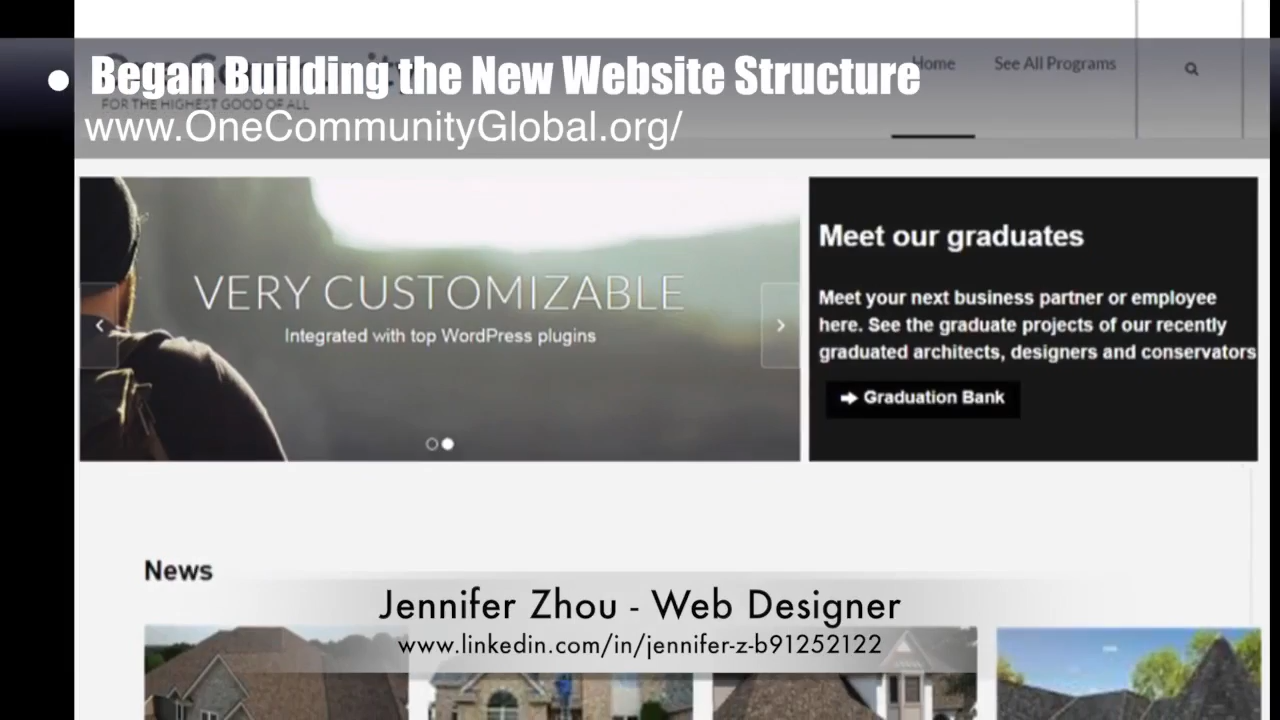 ● Began Building the New Website Structure
www.OneCommunityGlobal.org/
FOR THE HIGHEST GOOD OF ALL
Home
See All Programs
VERY CUSTOMIZABLE
Integrated with top WordPress plugins
Meet our graduates
Meet your next business partner or employee
here. See the graduate projects of our recently
graduated architects, designers and conservators
Graduation Bank
News
Jennifer Zhou - Web Designer
www.linkedin.com/in/jennifer-z-b91252122